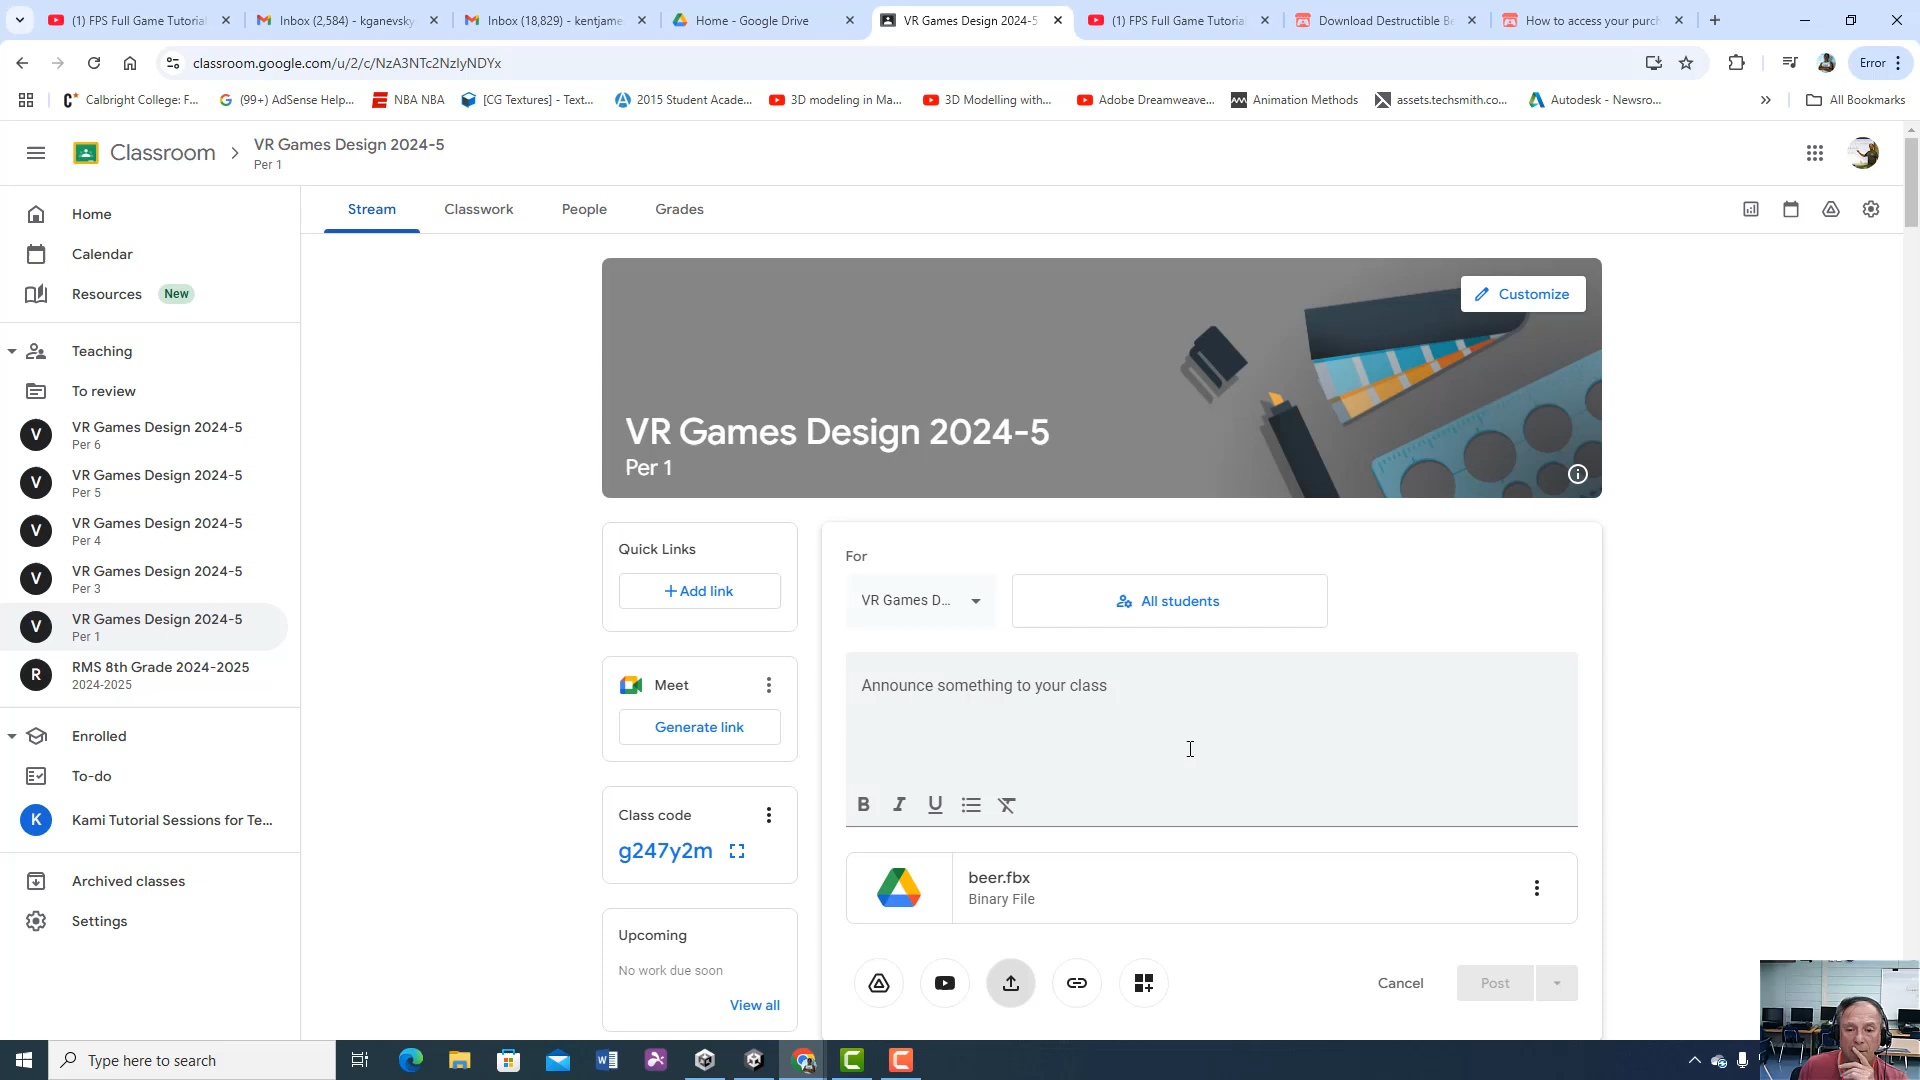 (1) FPS Full Game Tutorial
Inbox (2,584) - kganevsky
Inbox (18,829) - kentjame
Home - Google Drive
VR Games Design 2024-5
(1) FPS Full Game Tutorial
Download Destructible Be
How to access your purch
classroom.google.com/u/2/c/NzA3NTc2NzIyNDYx
Error
Calbright College: F...
(99+) AdSense Help...
NBA NBA
[CG Textures] - Text...
2015 Student Acade...
3D modeling in Ma...
3D Modelling with...
Adobe Dreamweave...
Animation Methods
assets.techsmith.co...
Autodesk - Newsro...
All Bookmarks
Classroom
VR Games Design 2024-5
Per 1
Home
Calendar
Resources New
Teaching
To review
V VR Games Design 2024-5
Per 6
V VR Games Design 2024-5
Per 5
V VR Games Design 2024-5
Per 4
V VR Games Design 2024-5
Per 3
V VR Games Design 2024-5
Per 1
R RMS 8th Grade 2024-2025
2024-2025
Enrolled
To-do
K Kami Tutorial Sessions for Te...
Archived classes
Settings
Stream Classwork People Grades
Customize
VR Games Design 2024-5
Per 1
Quick Links
+ Add link
Meet
Generate link
Class code
g247y2m
Upcoming
No work due soon
View all
For
VR Games D...
All students
Announce something to your class
B I U
beer.fbx
Binary File
Cancel Post
Type here to search